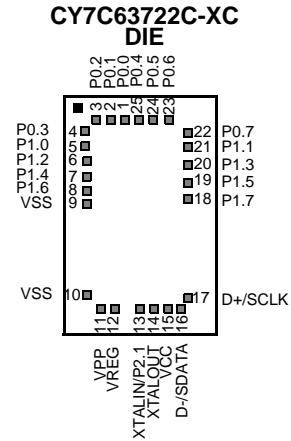 CY7C63722C-XC
DIE
P0.2
P0.1
P0.0
P0.4
P0.5
P0.6
3
2
1
25
24
23
P0.3 4
P1.0 5
P1.2 6
P1.4 7
P1.6 8
VSS 9
22 P0.7
21 P1.1
20 P1.3
19 P1.5
18 P1.7
VSS 10
17 D+/SCLK
11
12
13
14
15
16
VPP
VREG
XTALIN/P2.1
XTALOUT
VCC
D-/SDATA